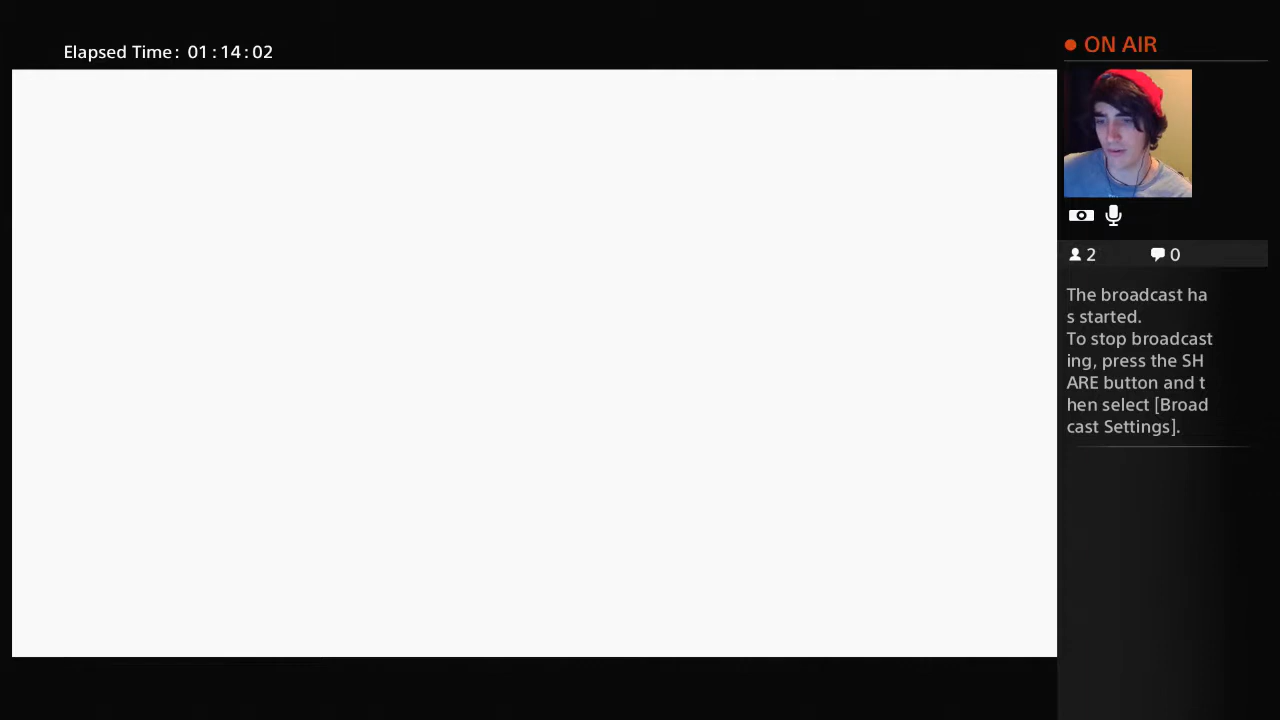 Elapsed Time: 01:14:02
ON AIR
2 0
The broadcast ha
s started.
To stop broadcast
ing, press the SH
ARE button and t
hen select [Broad
cast Settings].